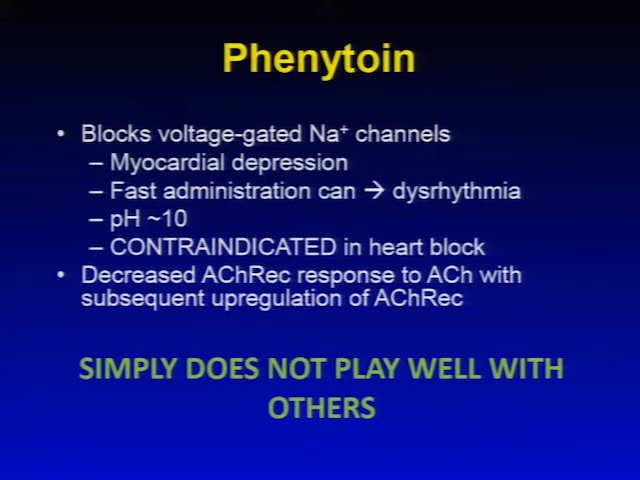 Phenytoin
• Blocks voltage-gated Na⁺ channels
– Myocardial depression
– Fast administration can → dysrhythmia
– pH ~10
– CONTRAINDICATED in heart block
• Decreased AChRec response to ACh with
subsequent upregulation of AChRec
SIMPLY DOES NOT PLAY WELL WITH
OTHERS